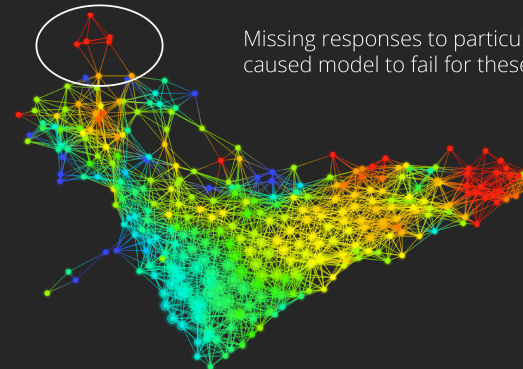 Missing responses to particu
caused model to fail for these